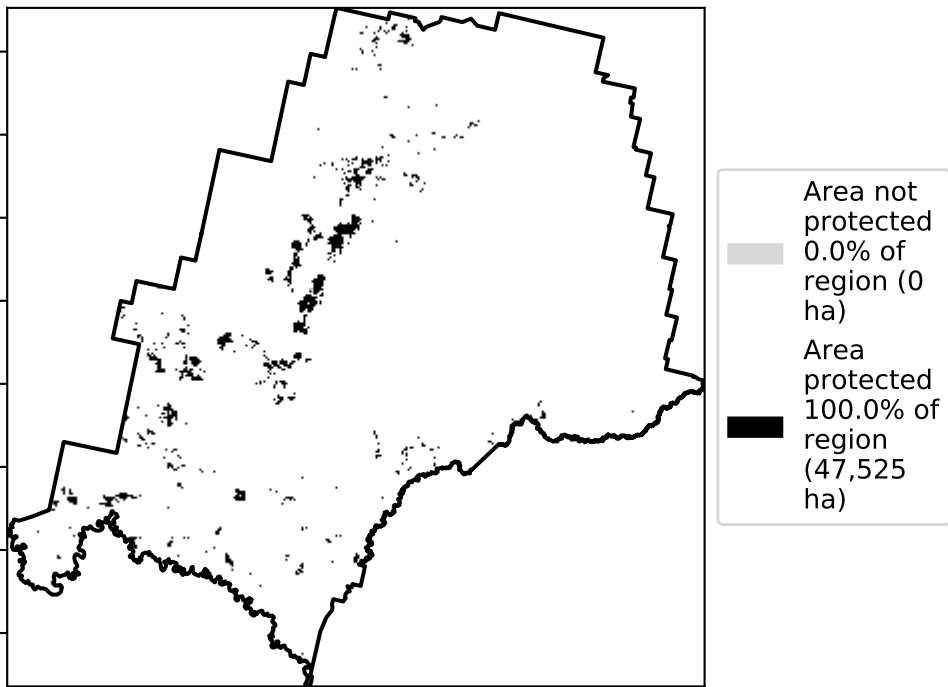 Area not
protected
0.0% of
region (0
ha)
Area
protected
100.0% of
region
(47,525
ha)